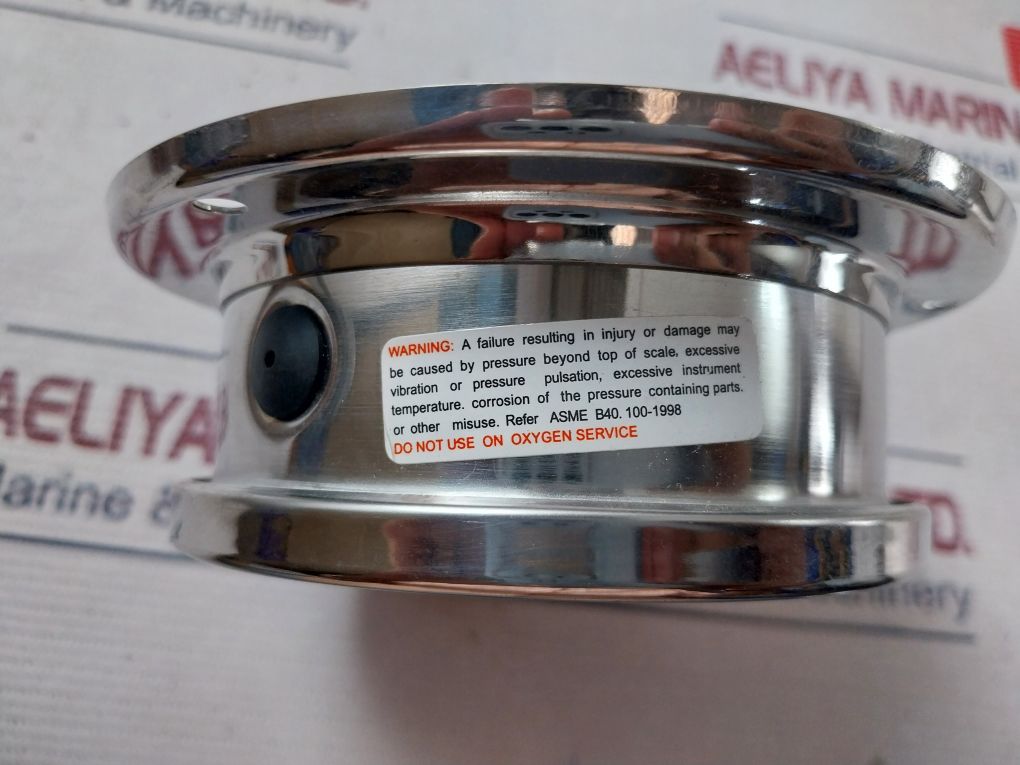 & Machinery
AELIYA MARIN
AELIYA
Marine &
WARNING: A failure resulting in injury or damage may
be caused by pressure beyond top of scale, excessive
vibration or pressure pulsation, excessive instrument
temperature. corrosion of the pressure containing parts.
or other misuse. Refer ASME B40. 100-1998
DO NOT USE ON OXYGEN SERVICE
TD.
achinery